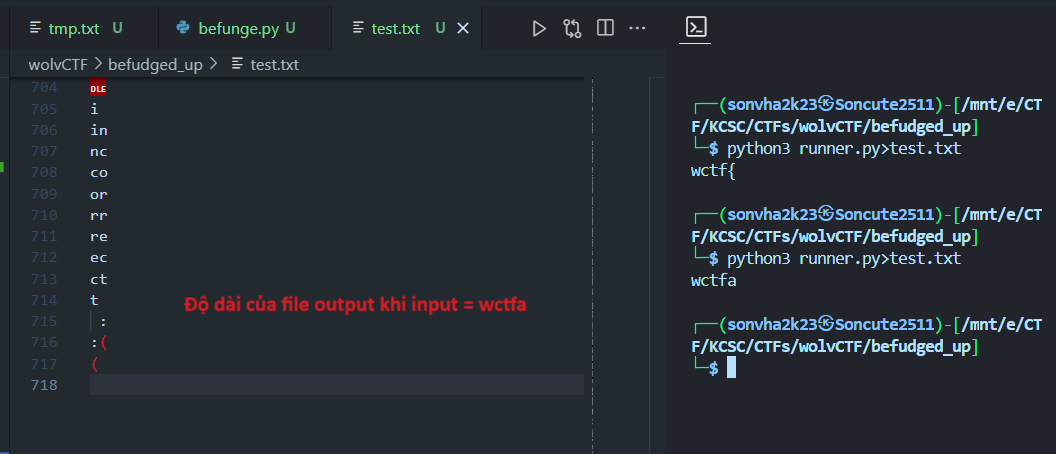 tmp.txt U befunge.py U test.txt U
wolvCTF > befudged_up > test.txt
704 DLE
705 i
706 in
707 nc
708 co
709 or
710 rr
711 re
712 ec
713 ct
714 t
715 :
716 :(
717 (
718
Độ dài của file output khi input = wctfa
┌──(sonvha2k23㉿Soncute2511)-[/mnt/e/CT
F/KCSC/CTFs/wolvCTF/befudged_up]
└─$ python3 runner.py>test.txt
wctf{
┌──(sonvha2k23㉿Soncute2511)-[/mnt/e/CT
F/KCSC/CTFs/wolvCTF/befudged_up]
└─$ python3 runner.py>test.txt
wctfa
┌──(sonvha2k23㉿Soncute2511)-[/mnt/e/CT
F/KCSC/CTFs/wolvCTF/befudged_up]
└─$